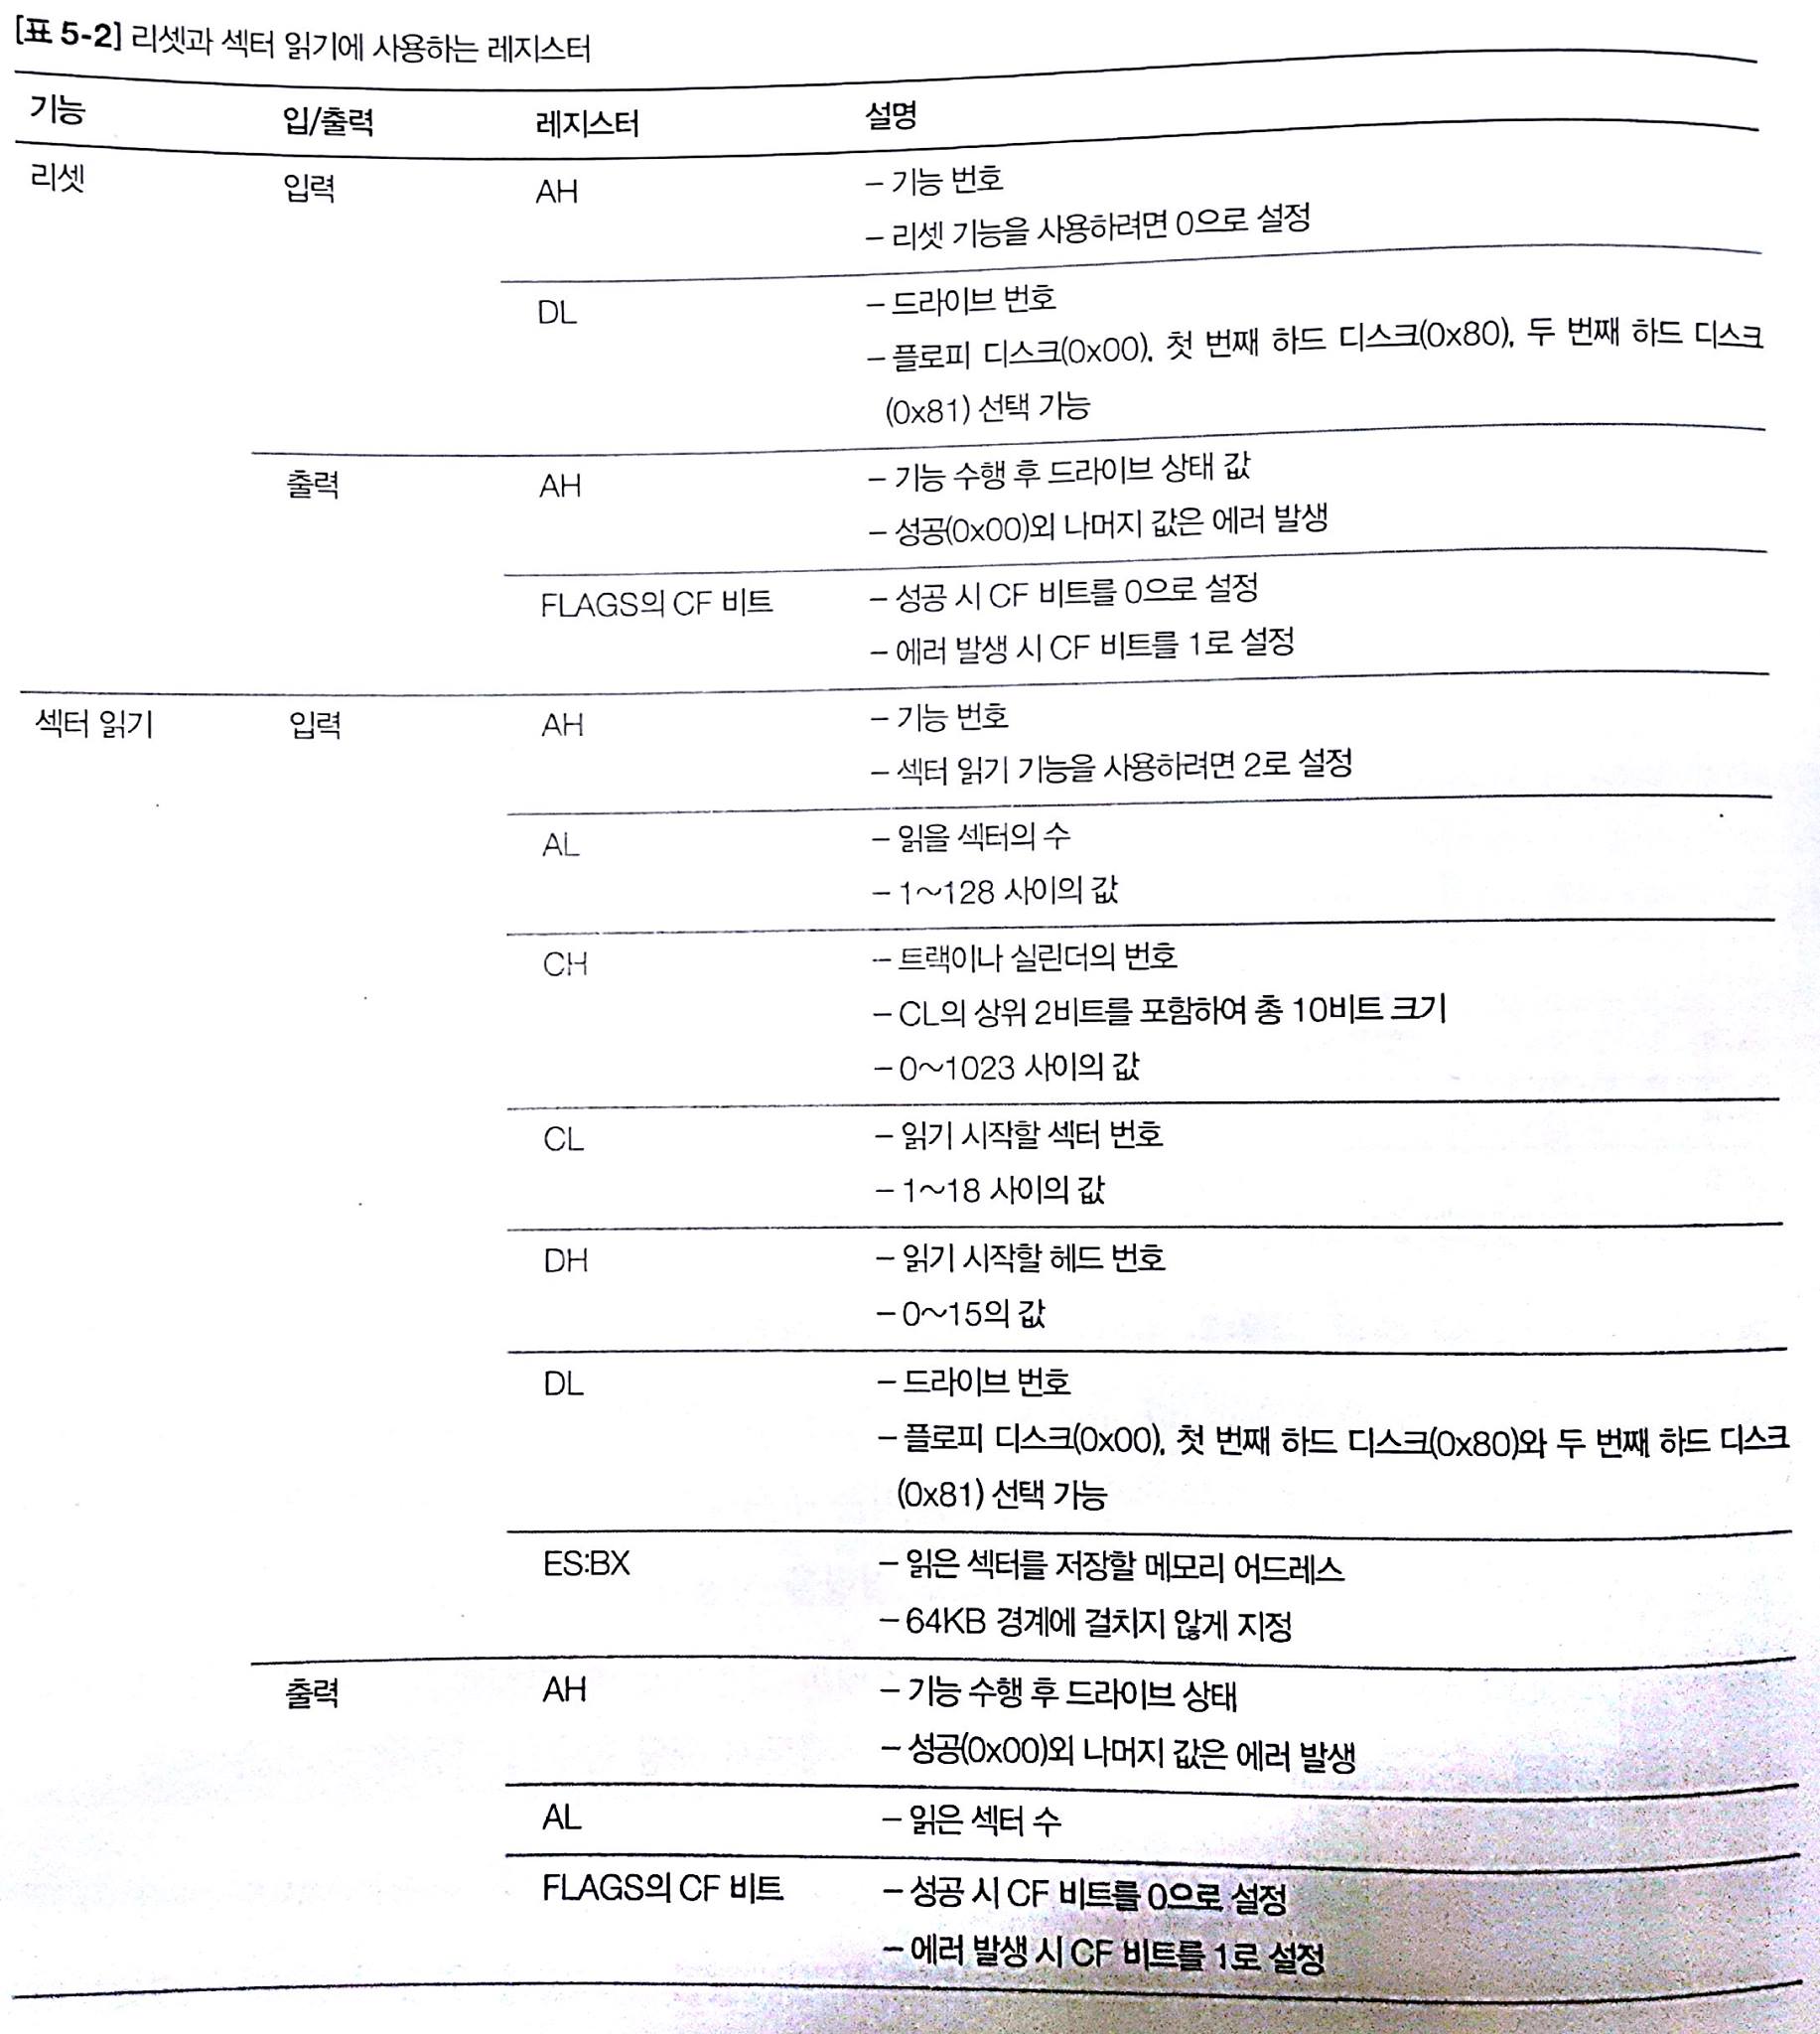 [표 5-2] 리셋과 섹터 읽기에 사용하는 레지스터
기능 입/출력 레지스터 설명
리셋 입력 AH – 기능 번호
– 리셋 기능을 사용하려면 0으로 설정
DL – 드라이브 번호
– 플로피 디스크(0x00), 첫 번째 하드 디스크(0x80), 두 번째 하드 디스크
(0x81) 선택 가능
출력 AH – 기능 수행 후 드라이브 상태 값
– 성공(0x00)외 나머지 값은 에러 발생
FLAGS의 CF 비트 – 성공 시 CF 비트를 0으로 설정
– 에러 발생 시 CF 비트를 1로 설정
섹터 읽기 입력 AH – 기능 번호
– 섹터 읽기 기능을 사용하려면 2로 설정
AL – 읽을 섹터의 수
– 1~128 사이의 값
CH – 트랙이나 실린더의 번호
– CL의 상위 2비트를 포함하여 총 10비트 크기
– 0~1023 사이의 값
CL – 읽기 시작할 섹터 번호
– 1~18 사이의 값
DH – 읽기 시작할 헤드 번호
– 0~15의 값
DL – 드라이브 번호
– 플로피 디스크(0x00), 첫 번째 하드 디스크(0x80)와 두 번째 하드 디스크
(0x81) 선택 가능
ES:BX – 읽은 섹터를 저장할 메모리 어드레스
– 64KB 경계에 걸치지 않게 지정
출력 AH – 기능 수행 후 드라이브 상태
– 성공(0x00)외 나머지 값은 에러 발생
AL – 읽은 섹터 수
FLAGS의 CF 비트 – 성공 시 CF 비트를 0으로 설정
– 에러 발생 시 CF 비트를 1로 설정